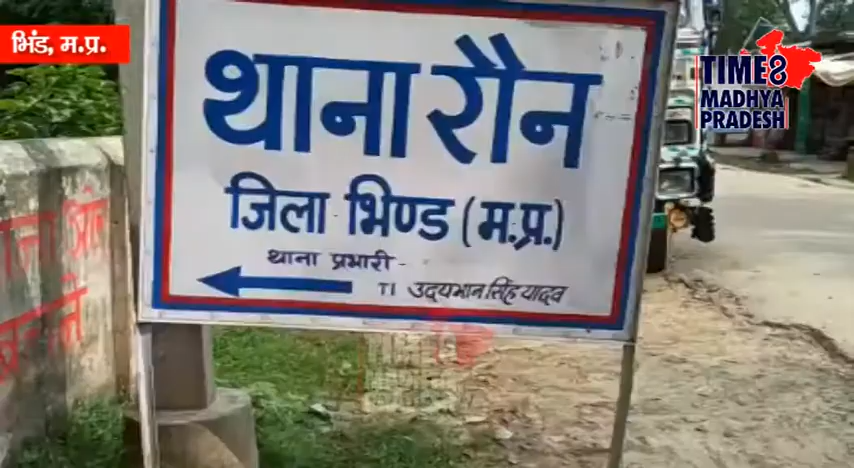 भिंड, म.प्र.
TIME8
MADHYA
PRADESH
थाना रौन
जिला भिण्ड (म.प्र.)
थाना प्रभारी -
TI उदयभान सिंह यादव